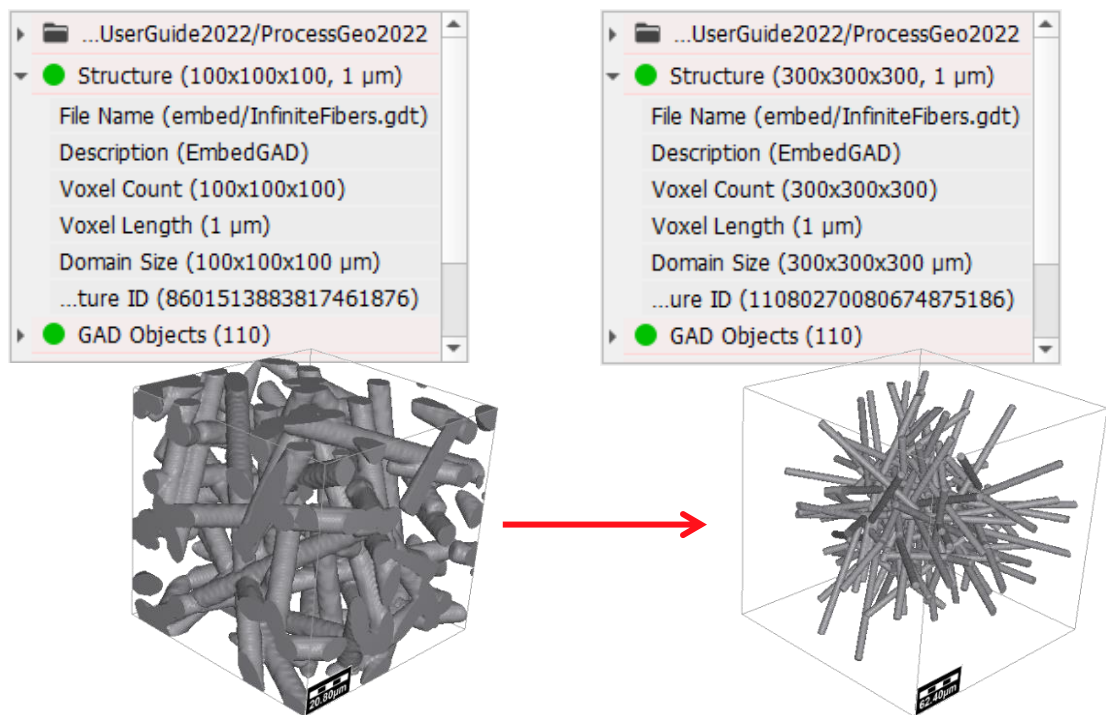 ...UserGuide2022/ProcessGeo2022
Structure (100x100x100, 1 µm)
File Name (embed/InfiniteFibers.gdt)
Description (EmbedGAD)
Voxel Count (100x100x100)
Voxel Length (1 µm)
Domain Size (100x100x100 µm)
...ture ID (8601513883817461876)
GAD Objects (110)
20.80µm
...UserGuide2022/ProcessGeo2022
Structure (300x300x300, 1 µm)
File Name (embed/InfiniteFibers.gdt)
Description (EmbedGAD)
Voxel Count (300x300x300)
Voxel Length (1 µm)
Domain Size (300x300x300 µm)
...ure ID (11080270080674875186)
GAD Objects (110)
62.40µm